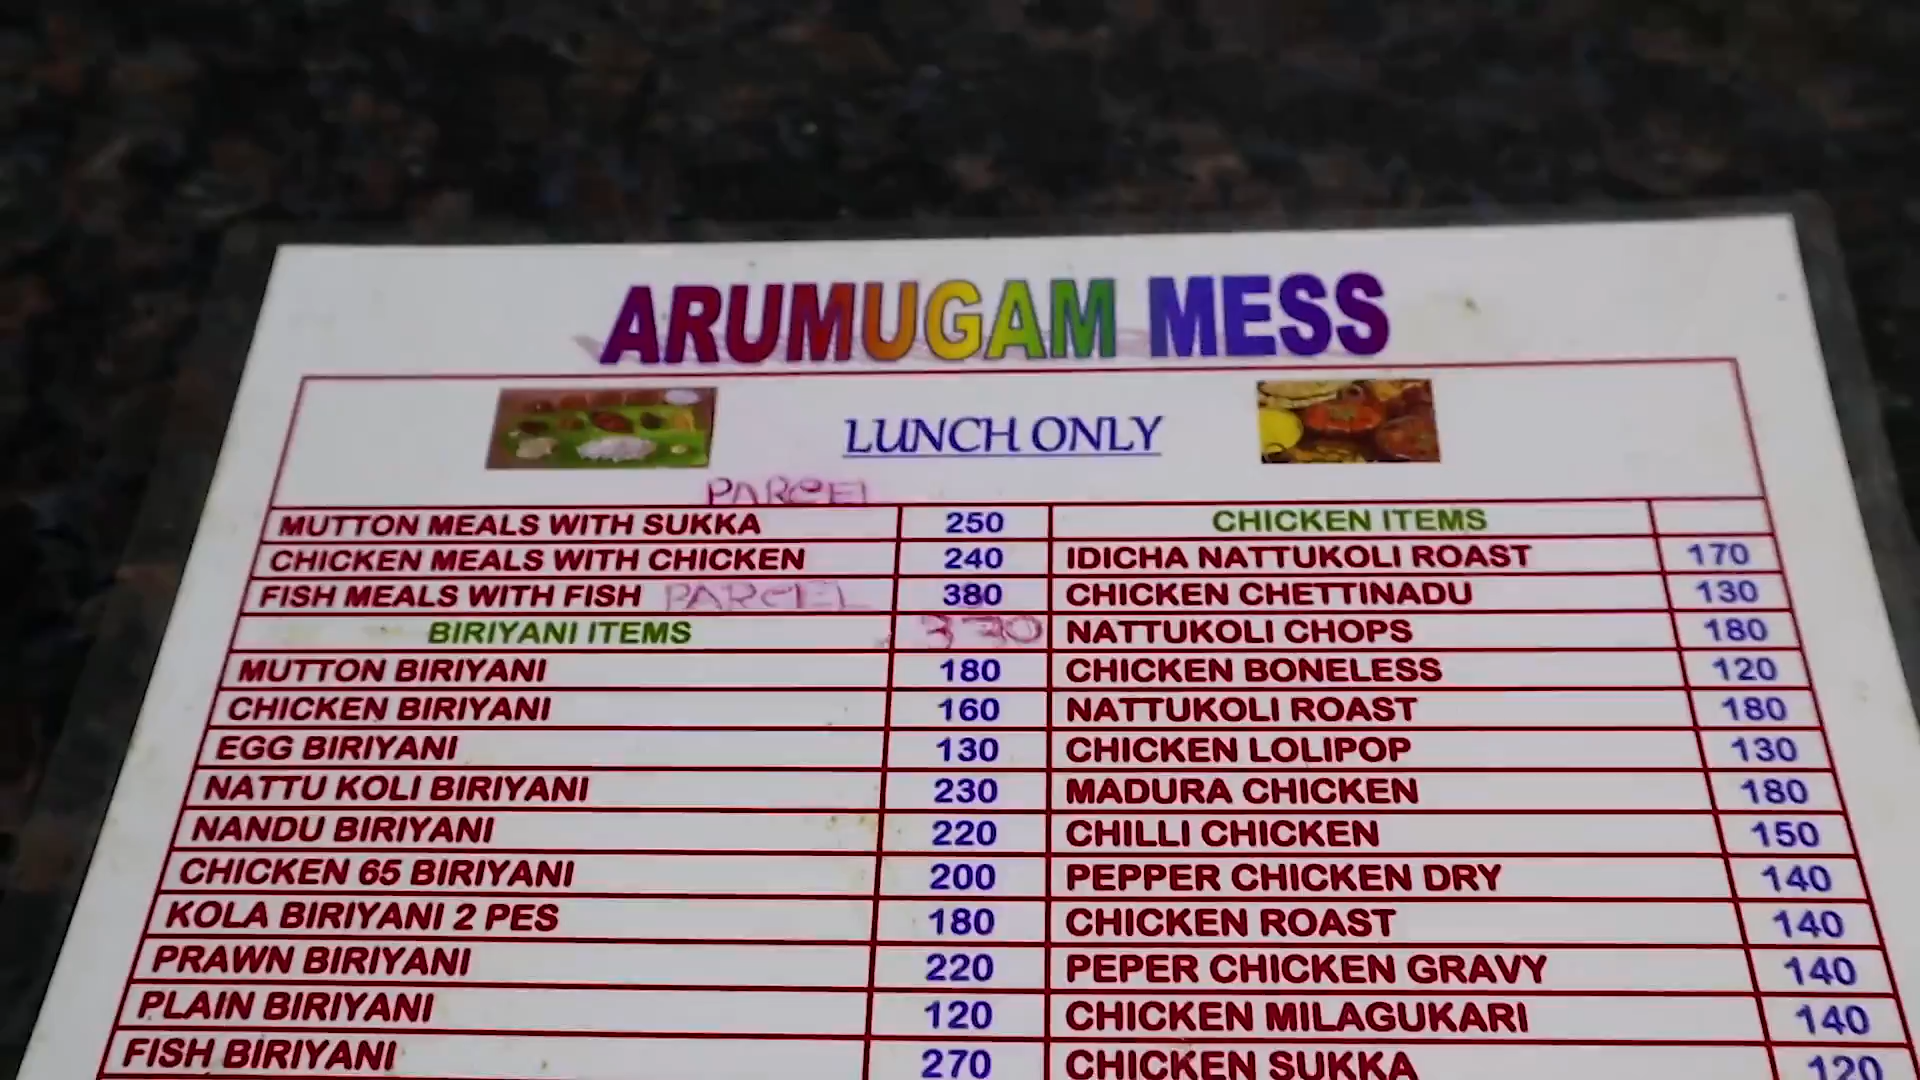 ARUMUGAM MESS
LUNCH ONLY
PARCEL
MUTTON MEALS WITH SUKKA 250 CHICKEN ITEMS
CHICKEN MEALS WITH CHICKEN 240 IDICHA NATTUKOLI ROAST 170
FISH MEALS WITH FISH PARCEL 380 CHICKEN CHETTINADU 130
BIRIYANI ITEMS 330 NATTUKOLI CHOPS 180
MUTTON BIRIYANI 180 CHICKEN BONELESS 120
CHICKEN BIRIYANI 160 NATTUKOLI ROAST 180
EGG BIRIYANI 130 CHICKEN LOLIPOP 130
NATTU KOLI BIRIYANI 230 MADURA CHICKEN 180
NANDU BIRIYANI 220 CHILLI CHICKEN 150
CHICKEN 65 BIRIYANI 200 PEPPER CHICKEN DRY 140
KOLA BIRIYANI 2 PES 180 CHICKEN ROAST 140
PRAWN BIRIYANI 220 PEPER CHICKEN GRAVY 140
PLAIN BIRIYANI 120 CHICKEN MILAGUKARI 140
FISH BIRIYANI 270 CHICKEN SUKKA 120